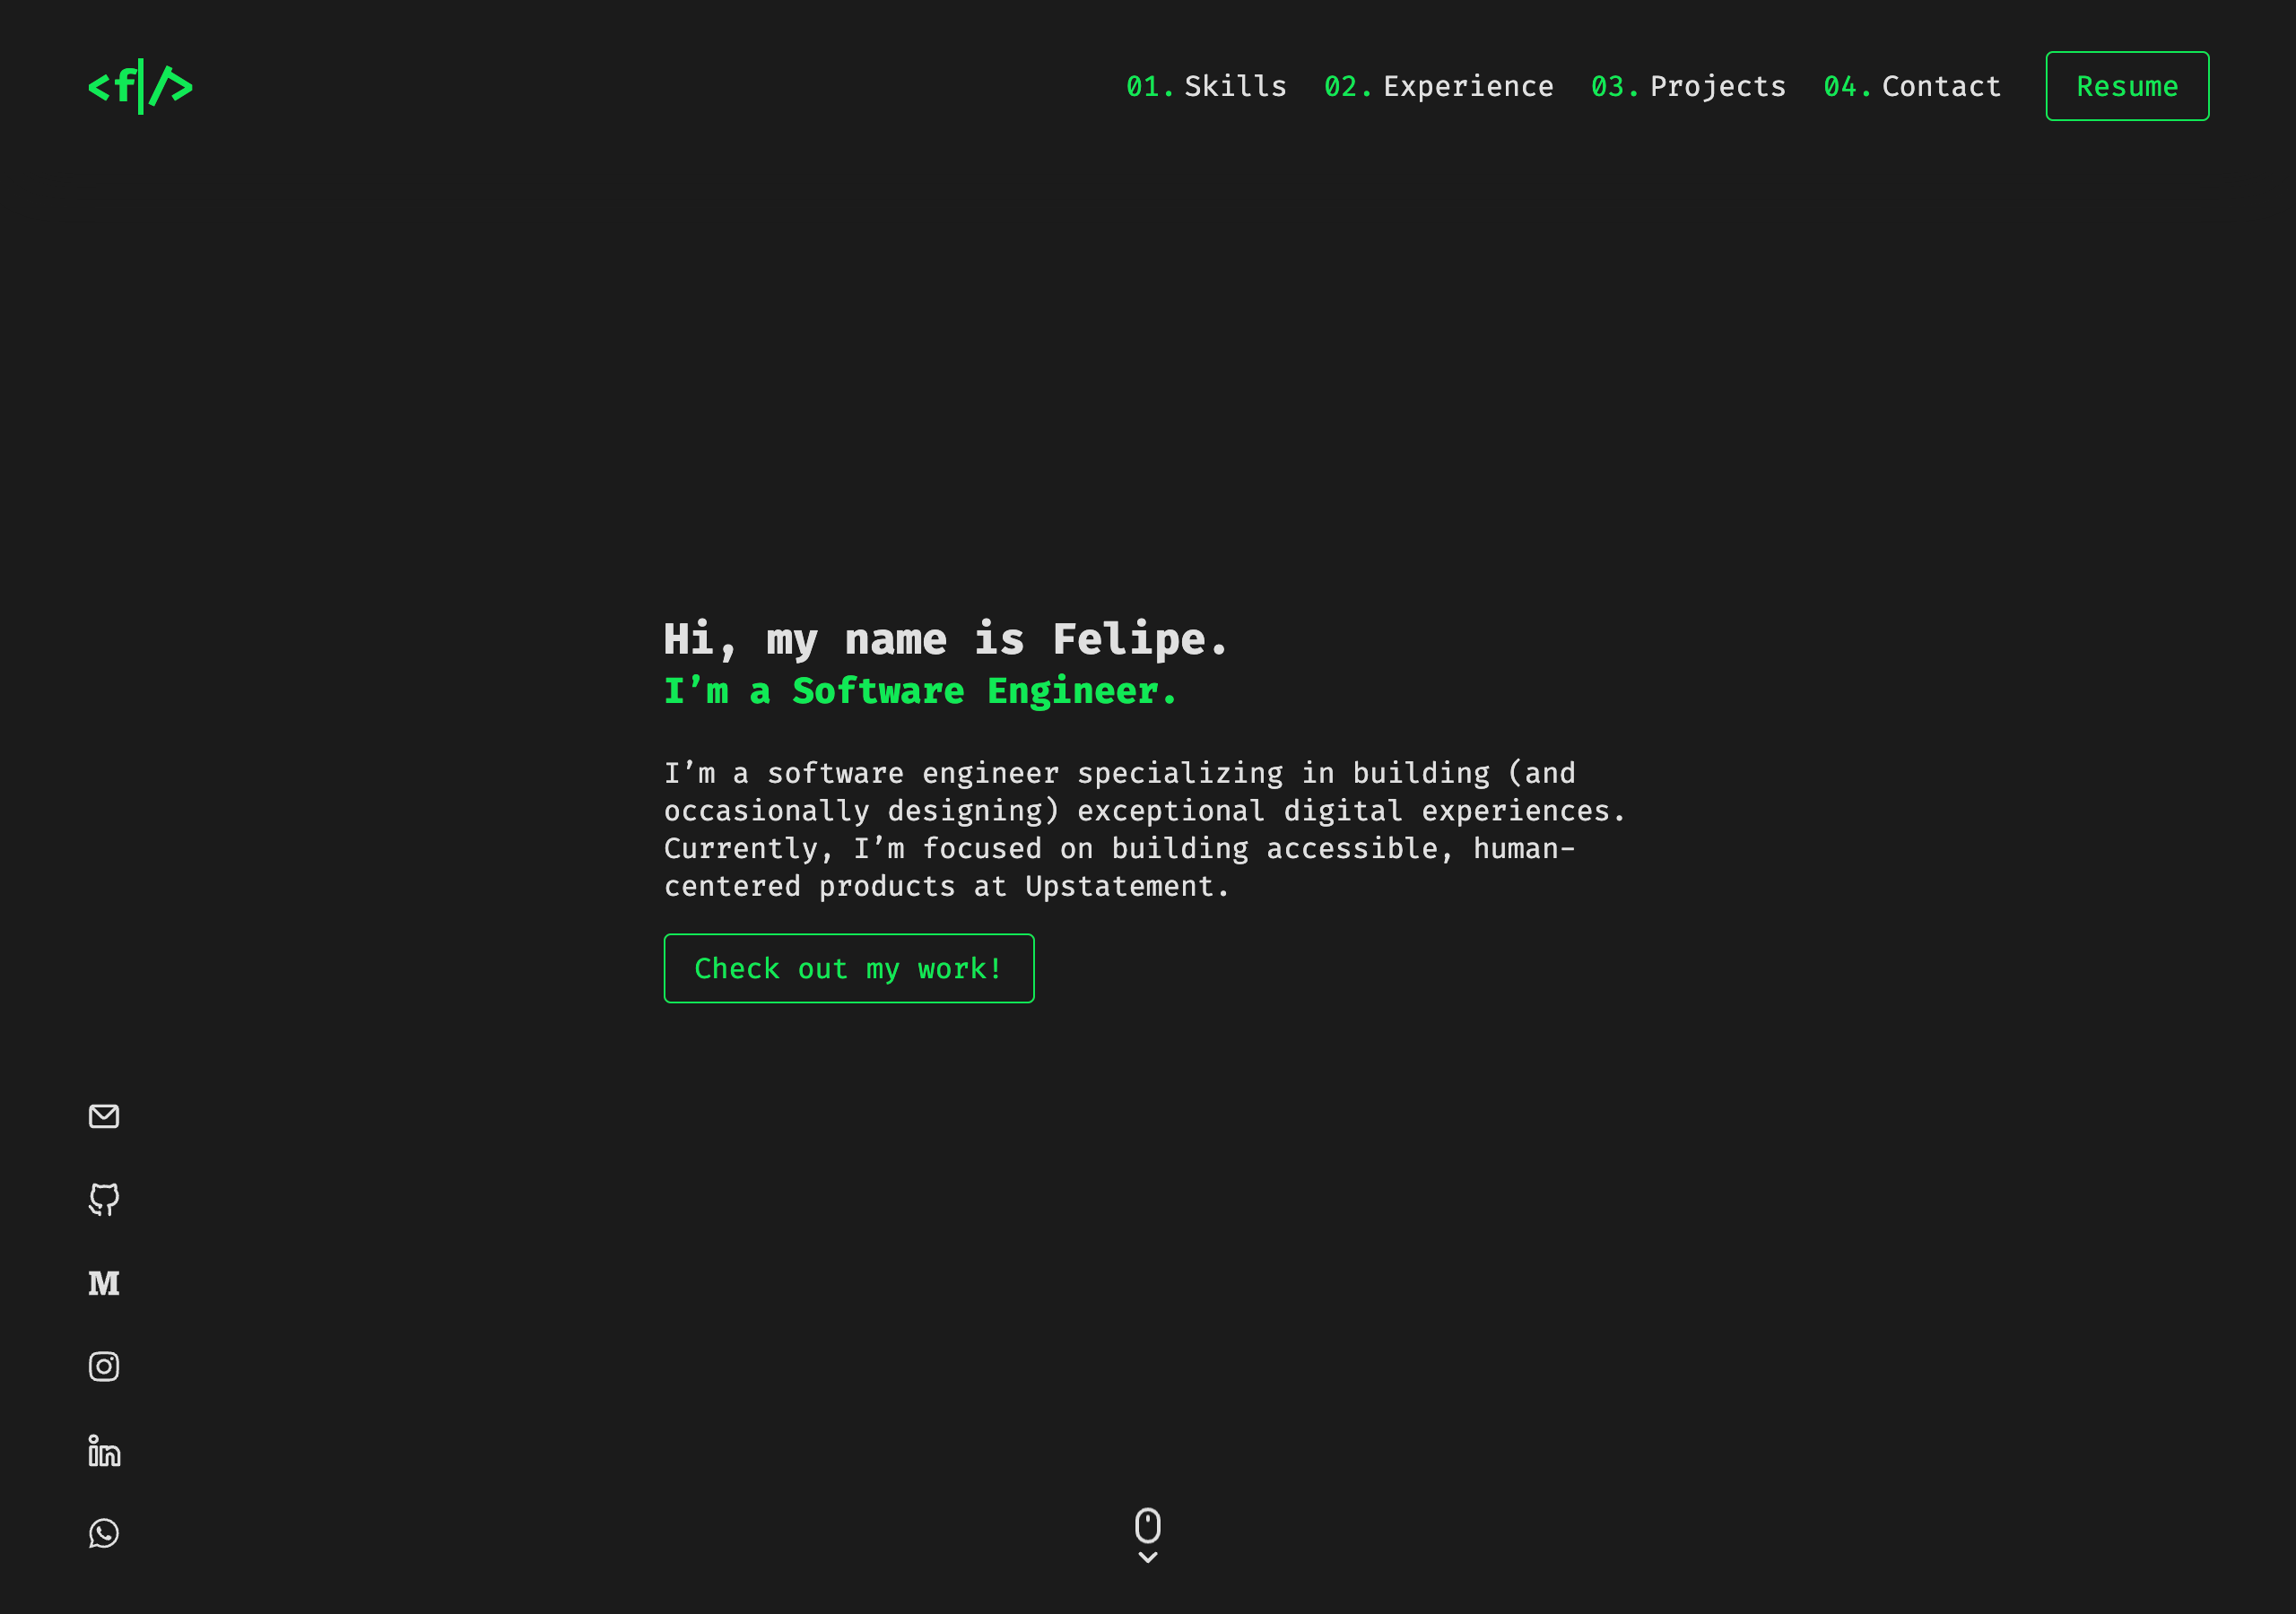 <f|/>
01. Skills 02. Experience 03. Projects 04. Contact Resume
Hi, my name is Felipe.
I’m a Software Engineer.
I’m a software engineer specializing in building (and
occasionally designing) exceptional digital experiences.
Currently, I’m focused on building accessible, human-
centered products at Upstatement.
Check out my work!
M
in